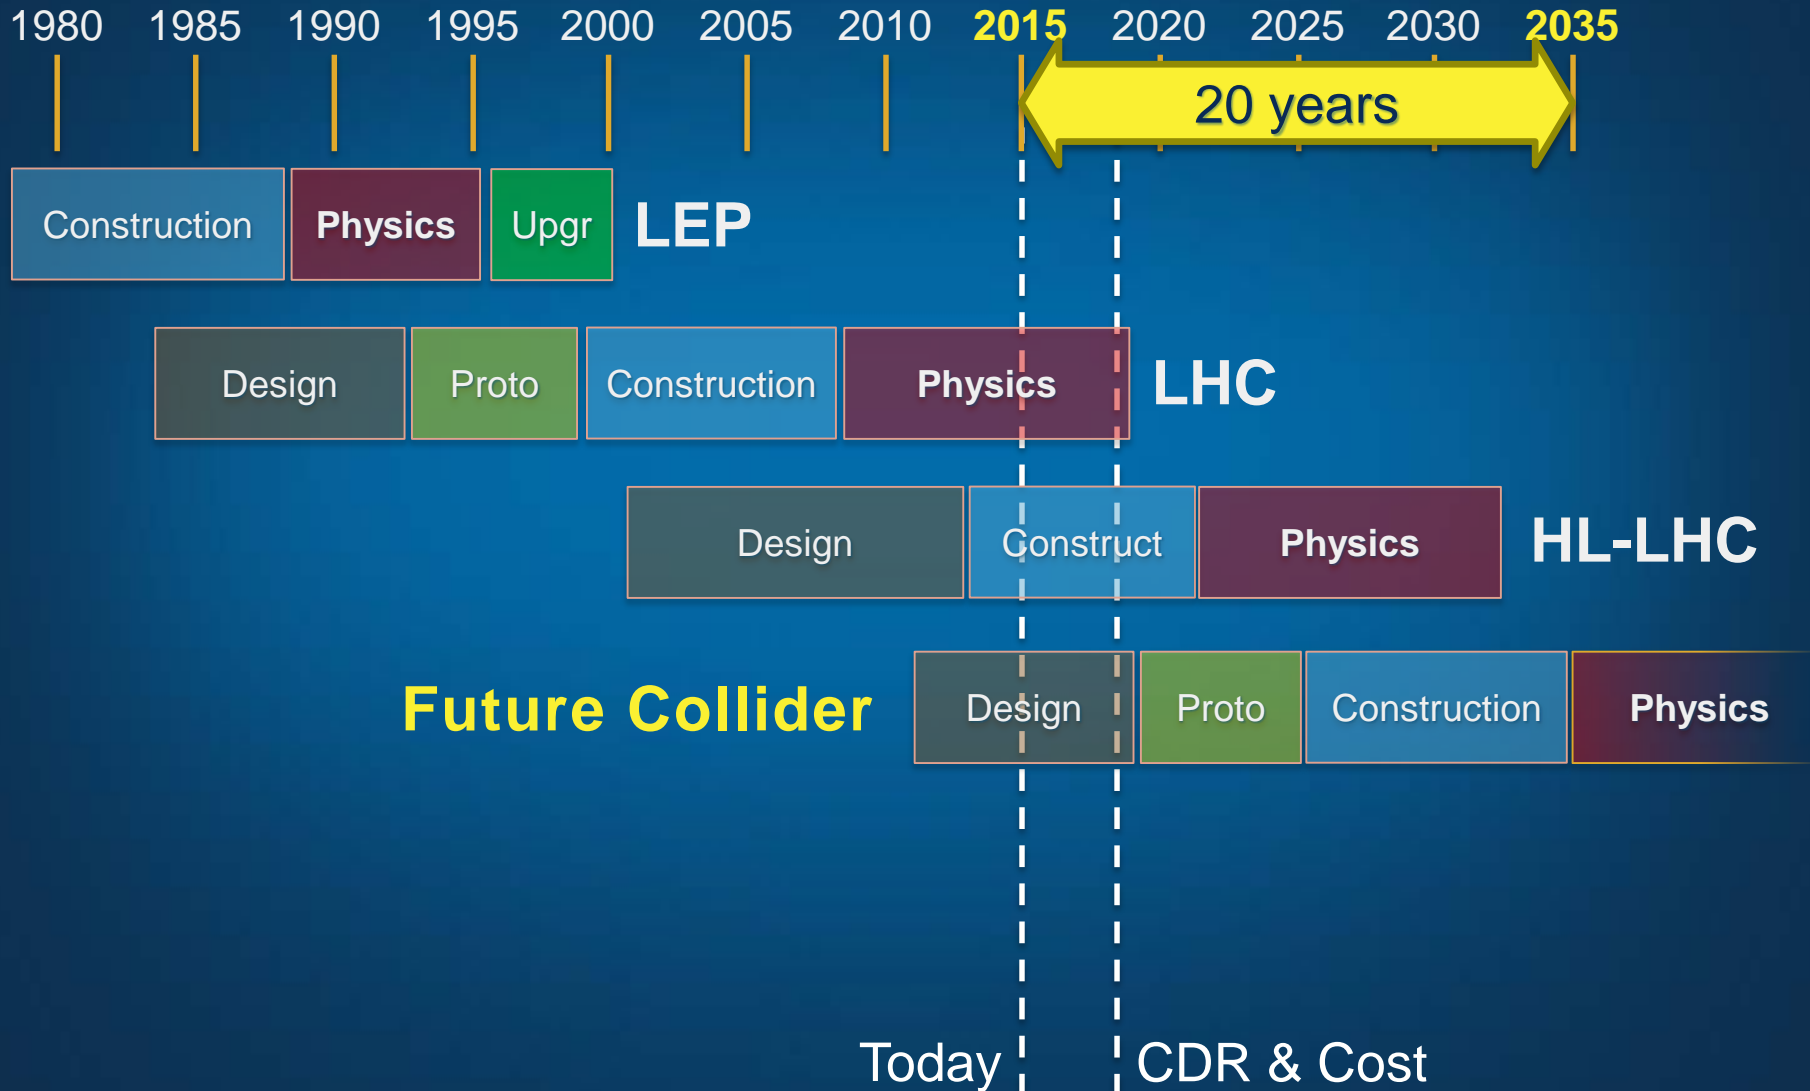 1980 1985 1990 1995 2000 2005 2010 2015 2020 2025 2030 2035
20 years
Construction Physics Upgr LEP
Design Proto Construction Physics LHC
Design Construct Physics HL-LHC
Future Collider Design Proto Construction Physics
Today CDR & Cost